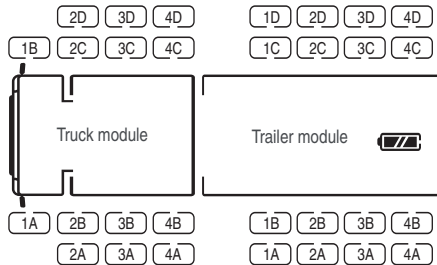 2D 3D 4D 1D 2D 3D 4D
1B 2C 3C 4C 1C 2C 3C 4C
Truck module Trailer module
1A 2B 3B 4B 1B 2B 3B 4B
2A 3A 4A 1A 2A 3A 4A